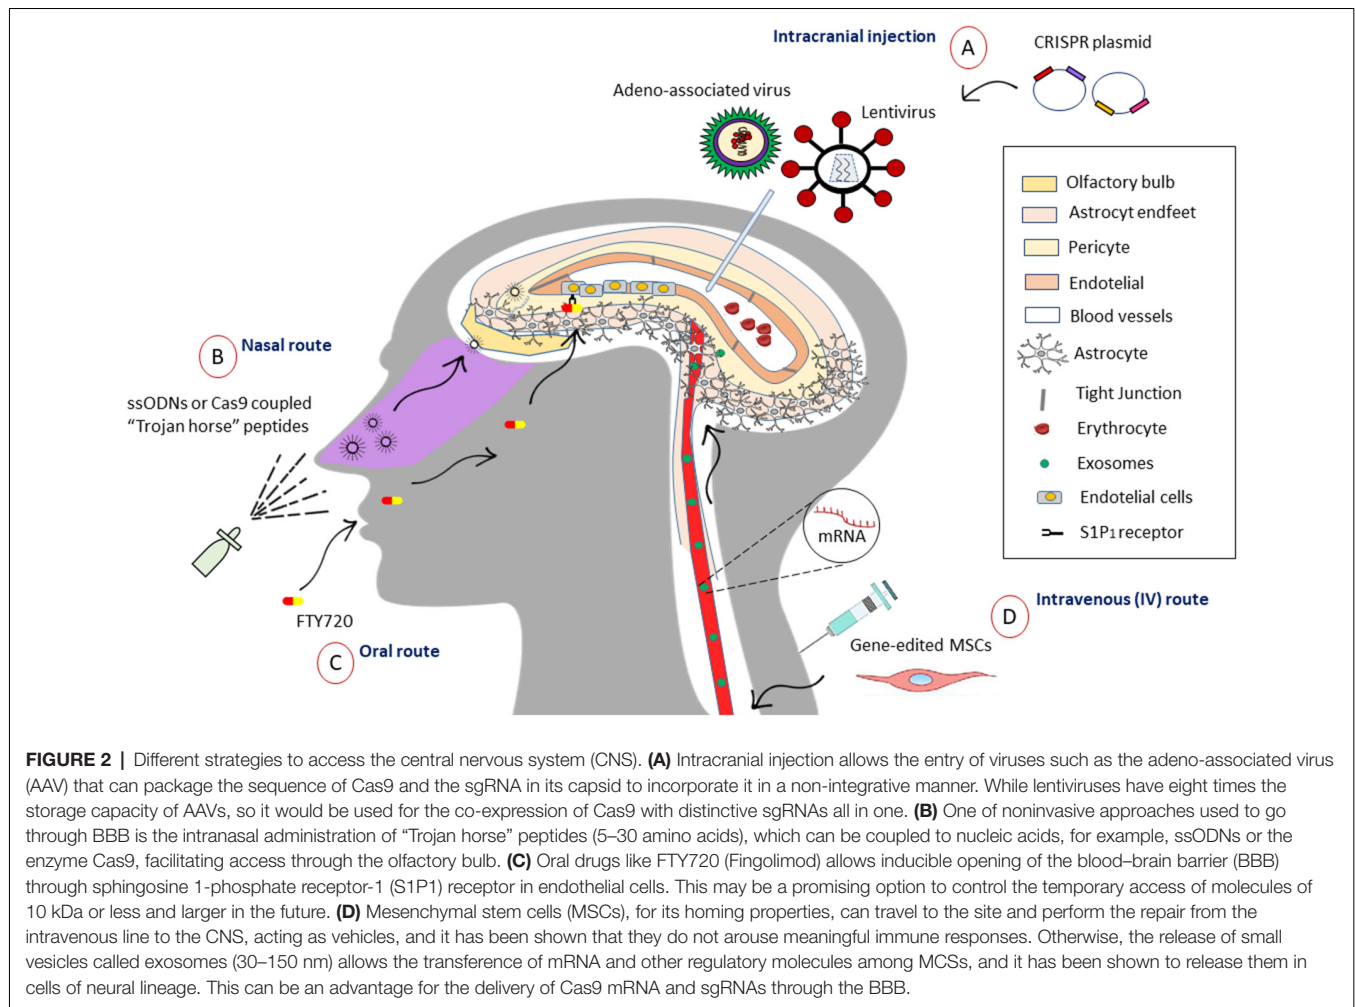 Intracranial injection
A
CRISPR plasmid
Adeno-associated virus
Lentivirus
Olfactory bulb
Astrocyt endfeet
Pericyte
Endotelial
Blood vessels
Astrocyte
Tight Junction
Erythrocyte
Exosomes
Endotelial cells
S1P1 receptor
B
Nasal route
ssODNs or Cas9 coupled
“Trojan horse” peptides
FTY720
C
Oral route
mRNA
D
Intravenous (IV) route
Gene-edited MSCs
FIGURE 2 | Different strategies to access the central nervous system (CNS). (A) Intracranial injection allows the entry of viruses such as the adeno-associated virus
(AAV) that can package the sequence of Cas9 and the sgRNA in its capsid to incorporate it in a non-integrative manner. While lentiviruses have eight times the
storage capacity of AAVs, so it would be used for the co-expression of Cas9 with distinctive sgRNAs all in one. (B) One of noninvasive approaches used to go
through BBB is the intranasal administration of “Trojan horse” peptides (5–30 amino acids), which can be coupled to nucleic acids, for example, ssODNs or the
enzyme Cas9, facilitating access through the olfactory bulb. (C) Oral drugs like FTY720 (Fingolimod) allows inducible opening of the blood–brain barrier (BBB)
through sphingosine 1-phosphate receptor-1 (S1P1) receptor in endothelial cells. This may be a promising option to control the temporary access of molecules of
10 kDa or less and larger in the future. (D) Mesenchymal stem cells (MSCs), for its homing properties, can travel to the site and perform the repair from the
intravenous line to the CNS, acting as vehicles, and it has been shown that they do not arouse meaningful immune responses. Otherwise, the release of small
vesicles called exosomes (30–150 nm) allows the transference of mRNA and other regulatory molecules among MCSs, and it has been shown to release them in
cells of neural lineage. This can be an advantage for the delivery of Cas9 mRNA and sgRNAs through the BBB.